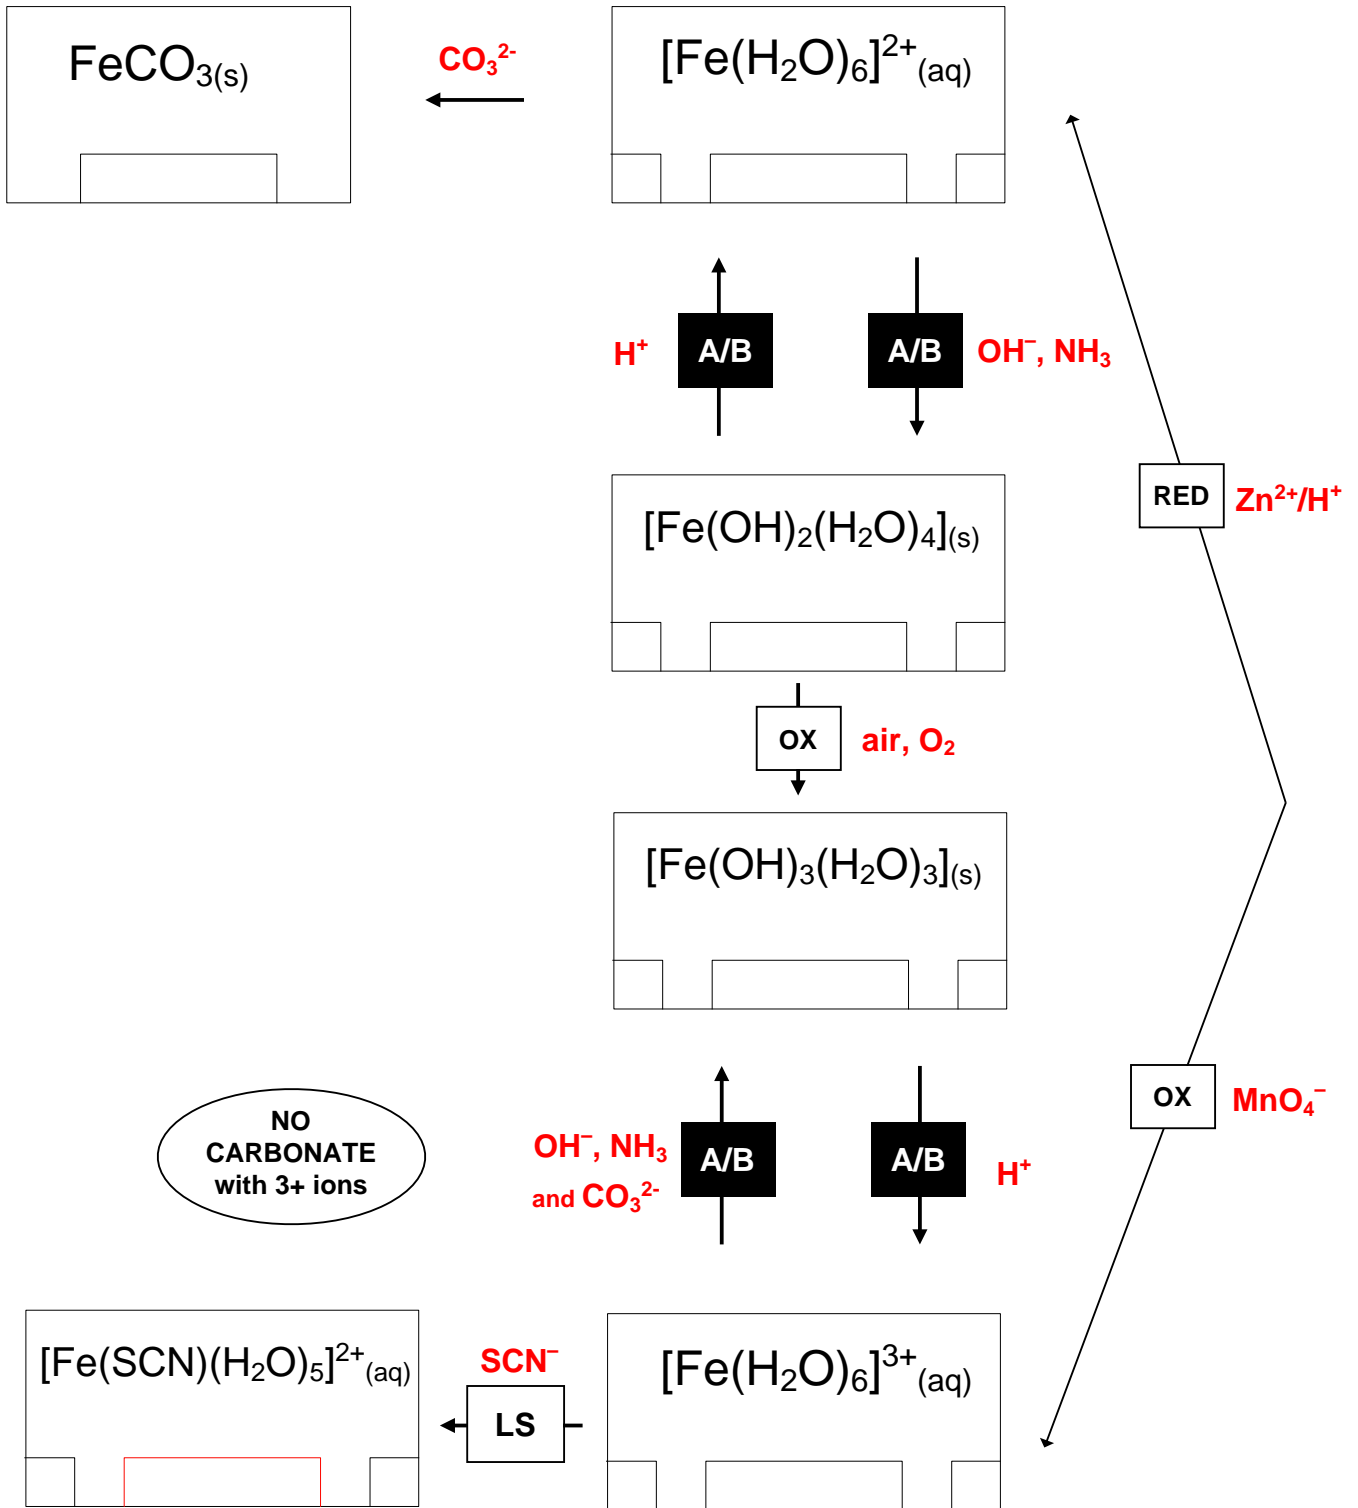 FeCO₃(s)
CO₃²⁻
[Fe(H₂O)₆]²⁺(aq)
H⁺
A/B
A/B
OH⁻, NH₃
RED
Zn²⁺/H⁺
[Fe(OH)₂(H₂O)₄](s)
OX
air, O₂
[Fe(OH)₃(H₂O)₃](s)
OX
MnO₄⁻
NO
CARBONATE
with 3+ ions
OH⁻, NH₃
and CO₃²⁻
A/B
A/B
H⁺
[Fe(SCN)(H₂O)₅]²⁺(aq)
SCN⁻
LS
[Fe(H₂O)₆]³⁺(aq)